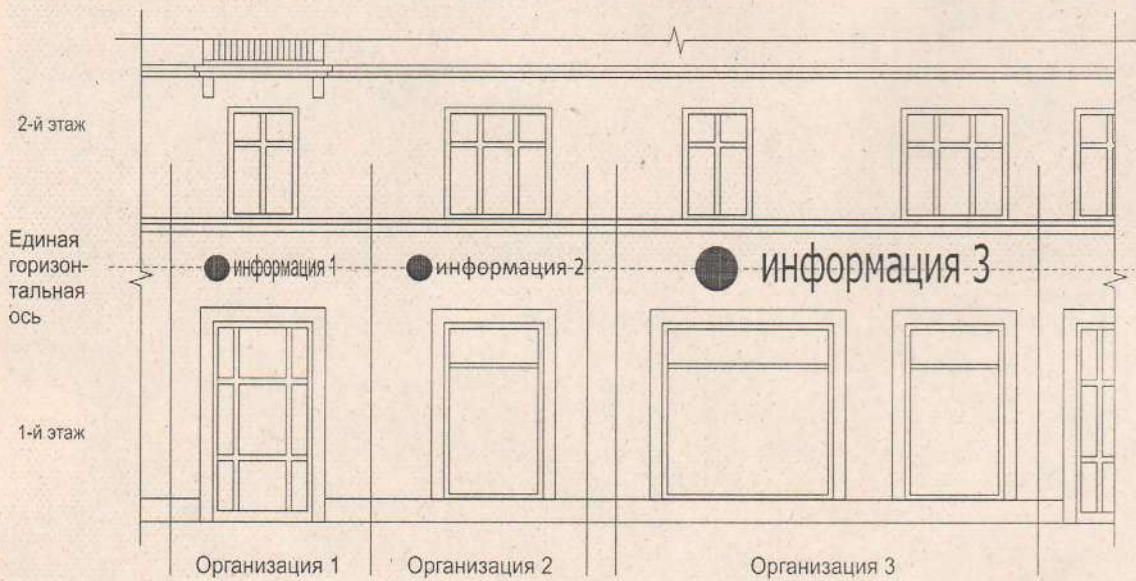 2-й этаж
Единая
горизон-
тальная
ось
информация 1
информация 2
информация 3
1-й этаж
Организация 1
Организация 2
Организация 3